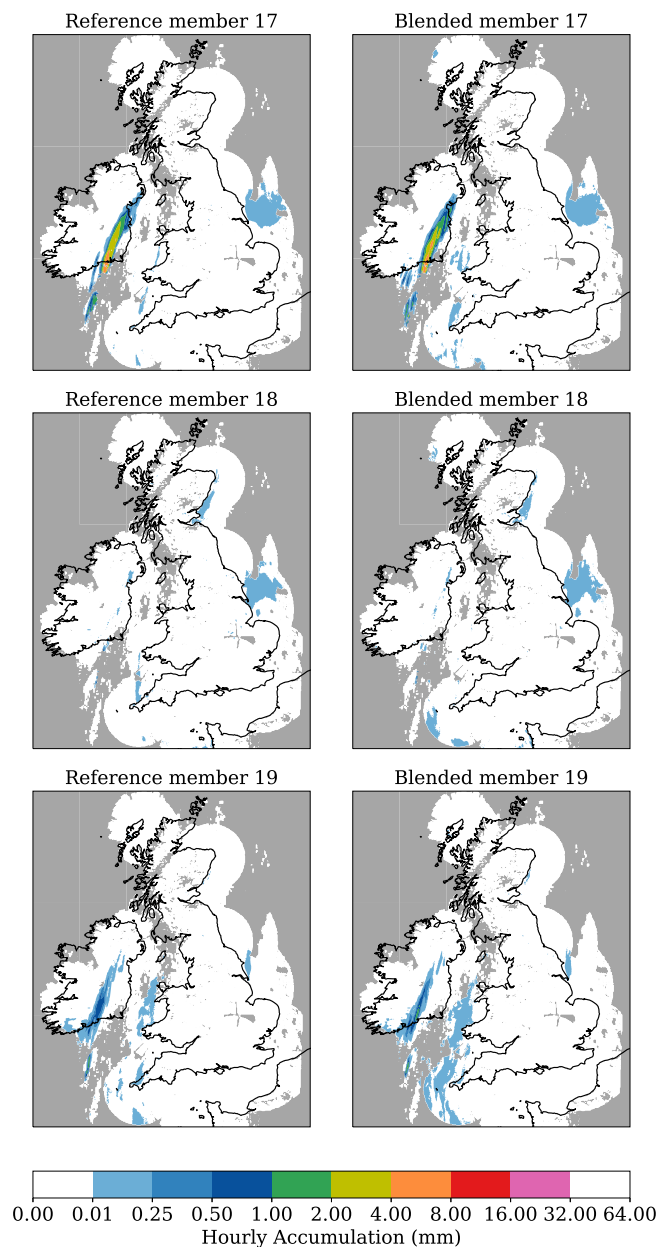 Reference member 17
Blended member 17
Reference member 18
Blended member 18
Reference member 19
Blended member 19
0.00 0.01 0.25 0.50 1.00 2.00 4.00 8.00 16.00 32.00 64.00
Hourly Accumulation (mm)